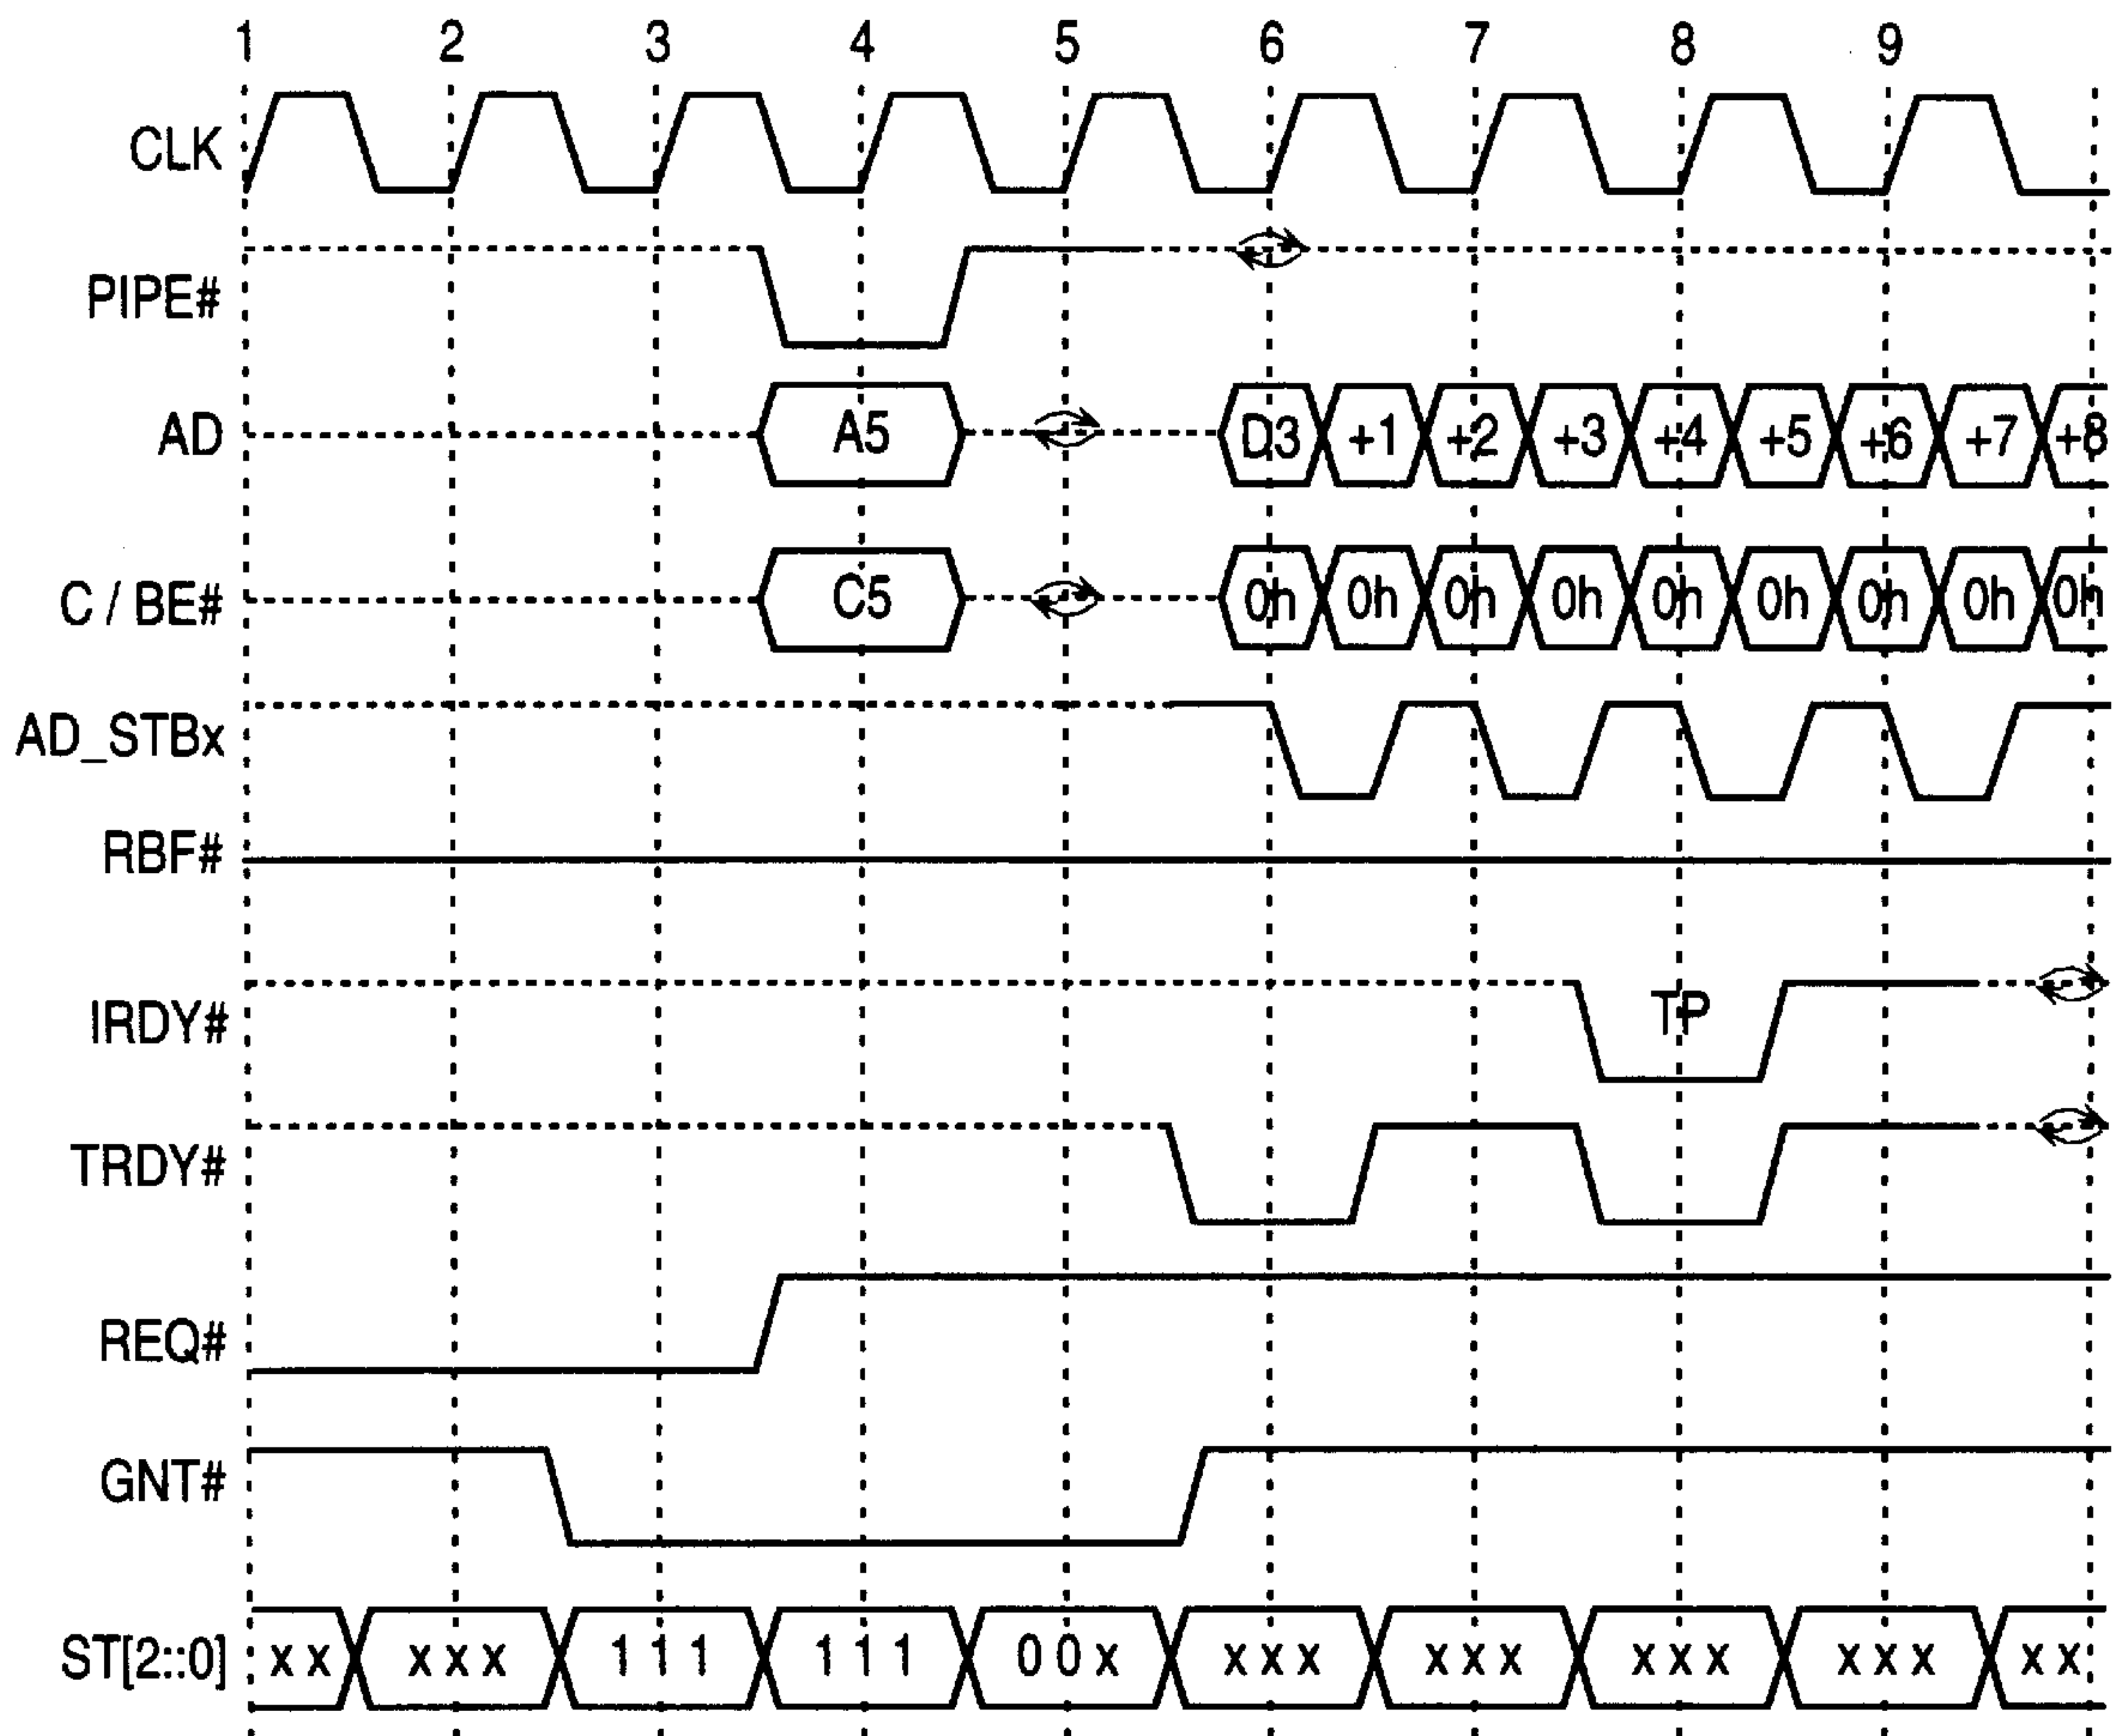 1 2 3 4 5 6 7 8 9
CLK
PIPE#
AD A5 D3 +1 +2 +3 +4 +5 +6 +7 +8
C / BE# C5 0h 0h 0h 0h 0h 0h 0h 0h 0h
AD_STBx
RBF#
IRDY# TP
TRDY#
REQ#
GNT#
ST[2::0] x x x x x 1 1 1 1 1 1 0 0 x x x x x x x x x x x x x x x